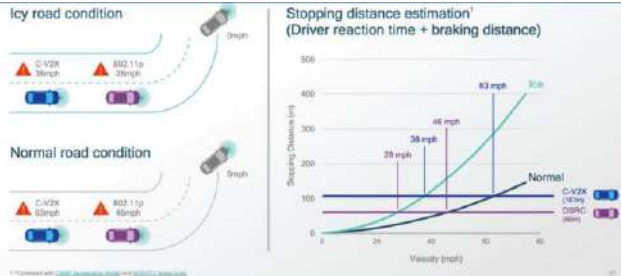 Icy road condition
0mph
C-V2X
38mph
802.11p
28mph
Normal road condition
0mph
C-V2X
63mph
802.11p
46mph
Stopping distance estimation¹
(Driver reaction time + braking distance)
Stopping Distance (m)
500
400
300
200
100
0
63 mph
Ice
46 mph
38 mph
28 mph
Normal
C-V2X
DSRC
0
20
40
60
80
Velocity (mph)